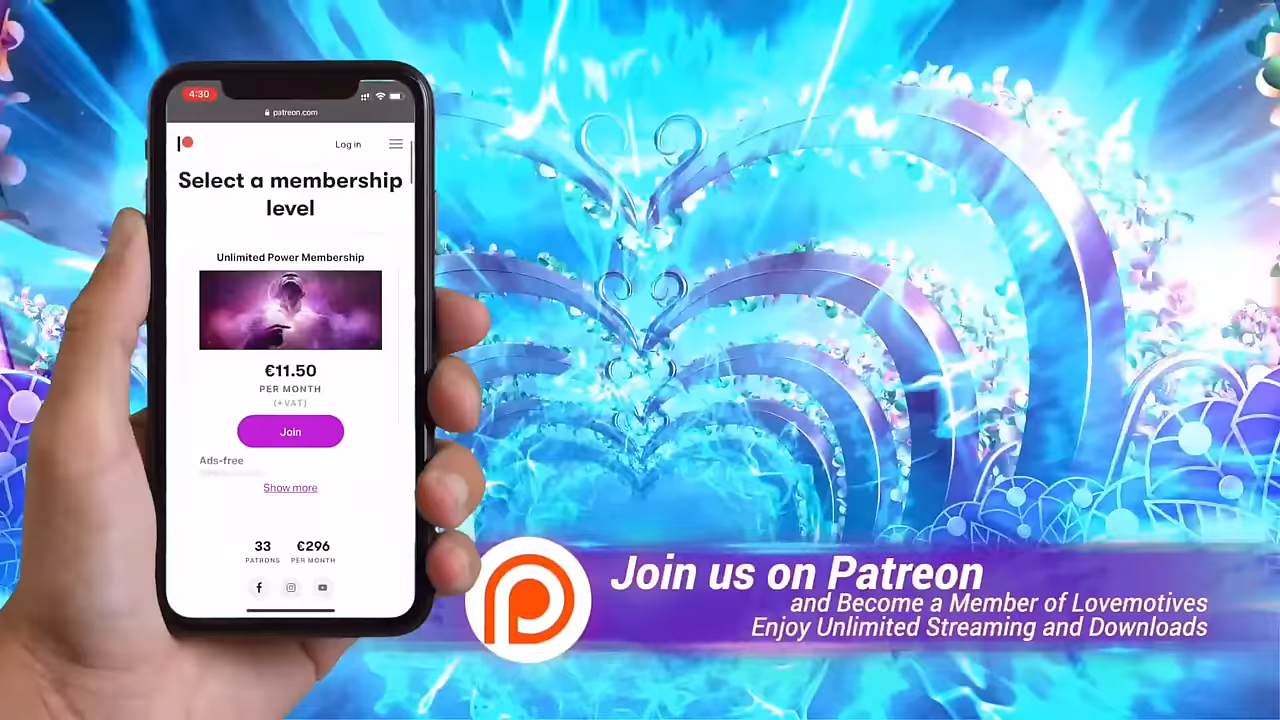 4:30
patreon.com
Log in
Select a membership
level
Unlimited Power Membership
€11.50
PER MONTH
(+VAT)
Join
Ads-free
Show more
33 €296
PATRONS PER MONTH
Join us on Patreon
and Become a Member of Lovemotives
Enjoy Unlimited Streaming and Downloads